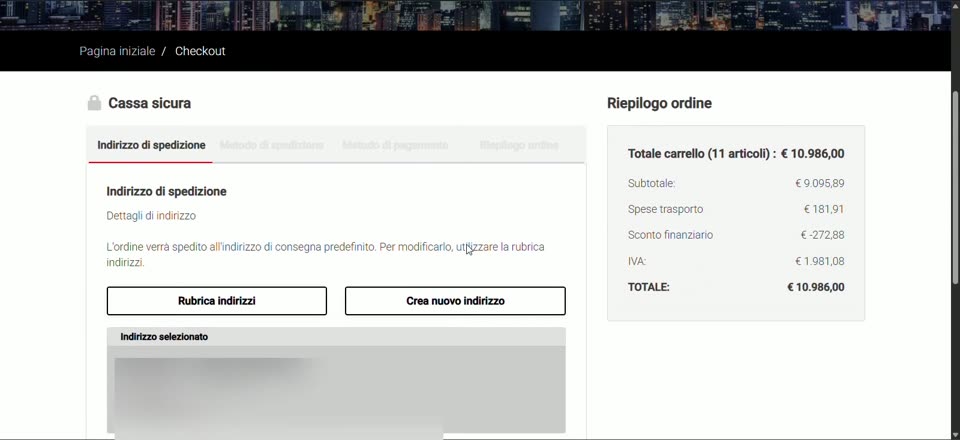 Pagina iniziale / Checkout
Cassa sicura
Indirizzo di spedizione Metodo di spedizione Metodo di pagamento Riepilogo ordine
Indirizzo di spedizione
Dettagli di indirizzo
L'ordine verrà spedito all'indirizzo di consegna predefinito. Per modificarlo, utilizzare la rubrica
indirizzi.
Rubrica indirizzi Crea nuovo indirizzo
Indirizzo selezionato
Riepilogo ordine
Totale carrello (11 articoli) : € 10.986,00
Subtotale: € 9.095,89
Spese trasporto € 181,91
Sconto finanziario € -272,88
IVA: € 1.981,08
TOTALE: € 10.986,00